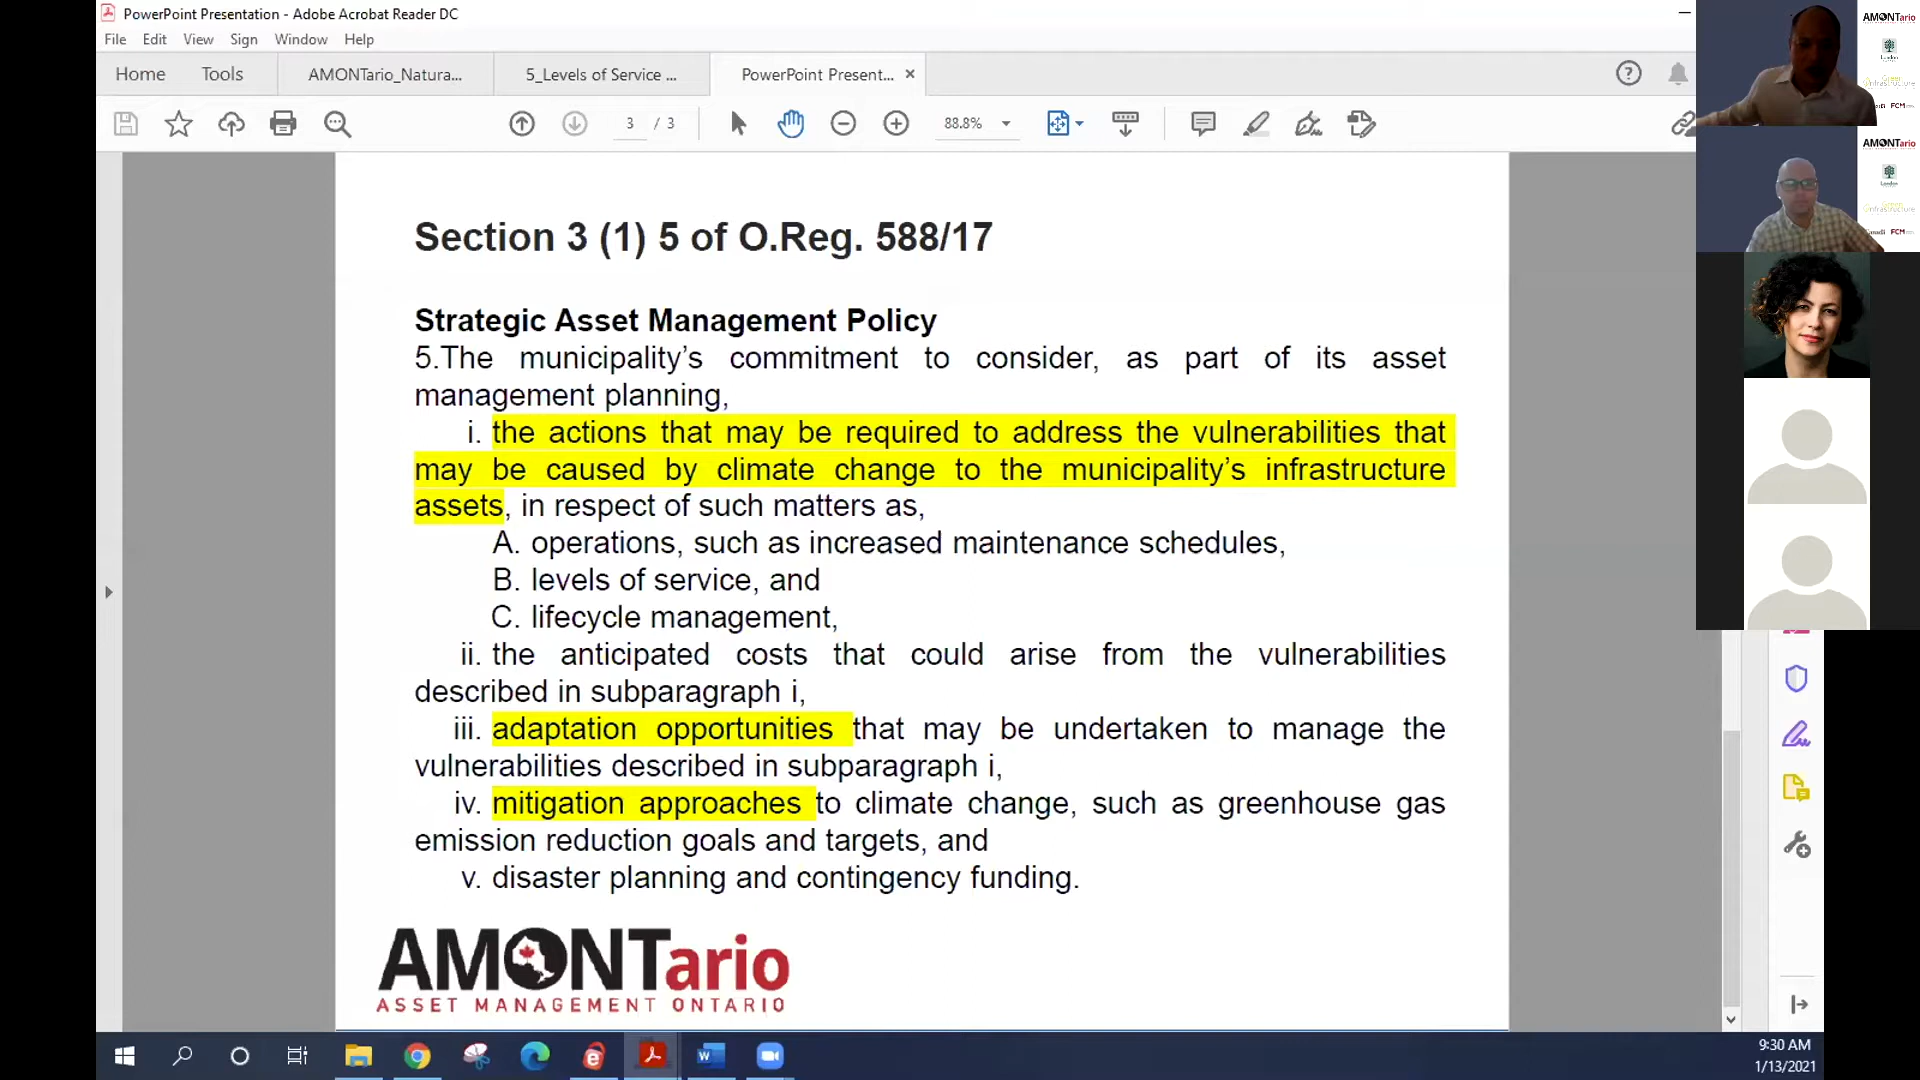 PowerPoint Presentation - Adobe Acrobat Reader DC
File Edit View Sign Window Help
Home Tools AMONTario_Natura... 5_Levels of Service ... PowerPoint Present...
3 / 3 88.8%
Section 3 (1) 5 of O.Reg. 588/17
Strategic Asset Management Policy
5.The municipality’s commitment to consider, as part of its asset
management planning,
i. the actions that may be required to address the vulnerabilities that
may be caused by climate change to the municipality’s infrastructure
assets, in respect of such matters as,
A. operations, such as increased maintenance schedules,
B. levels of service, and
C. lifecycle management,
ii. the anticipated costs that could arise from the vulnerabilities
described in subparagraph i,
iii. adaptation opportunities that may be undertaken to manage the
vulnerabilities described in subparagraph i,
iv. mitigation approaches to climate change, such as greenhouse gas
emission reduction goals and targets, and
v. disaster planning and contingency funding.
AMONTario
ASSET MANAGEMENT ONTARIO
AMONTario
London
FCM
AMONTario
London
FCM
9:30 AM
1/13/2021